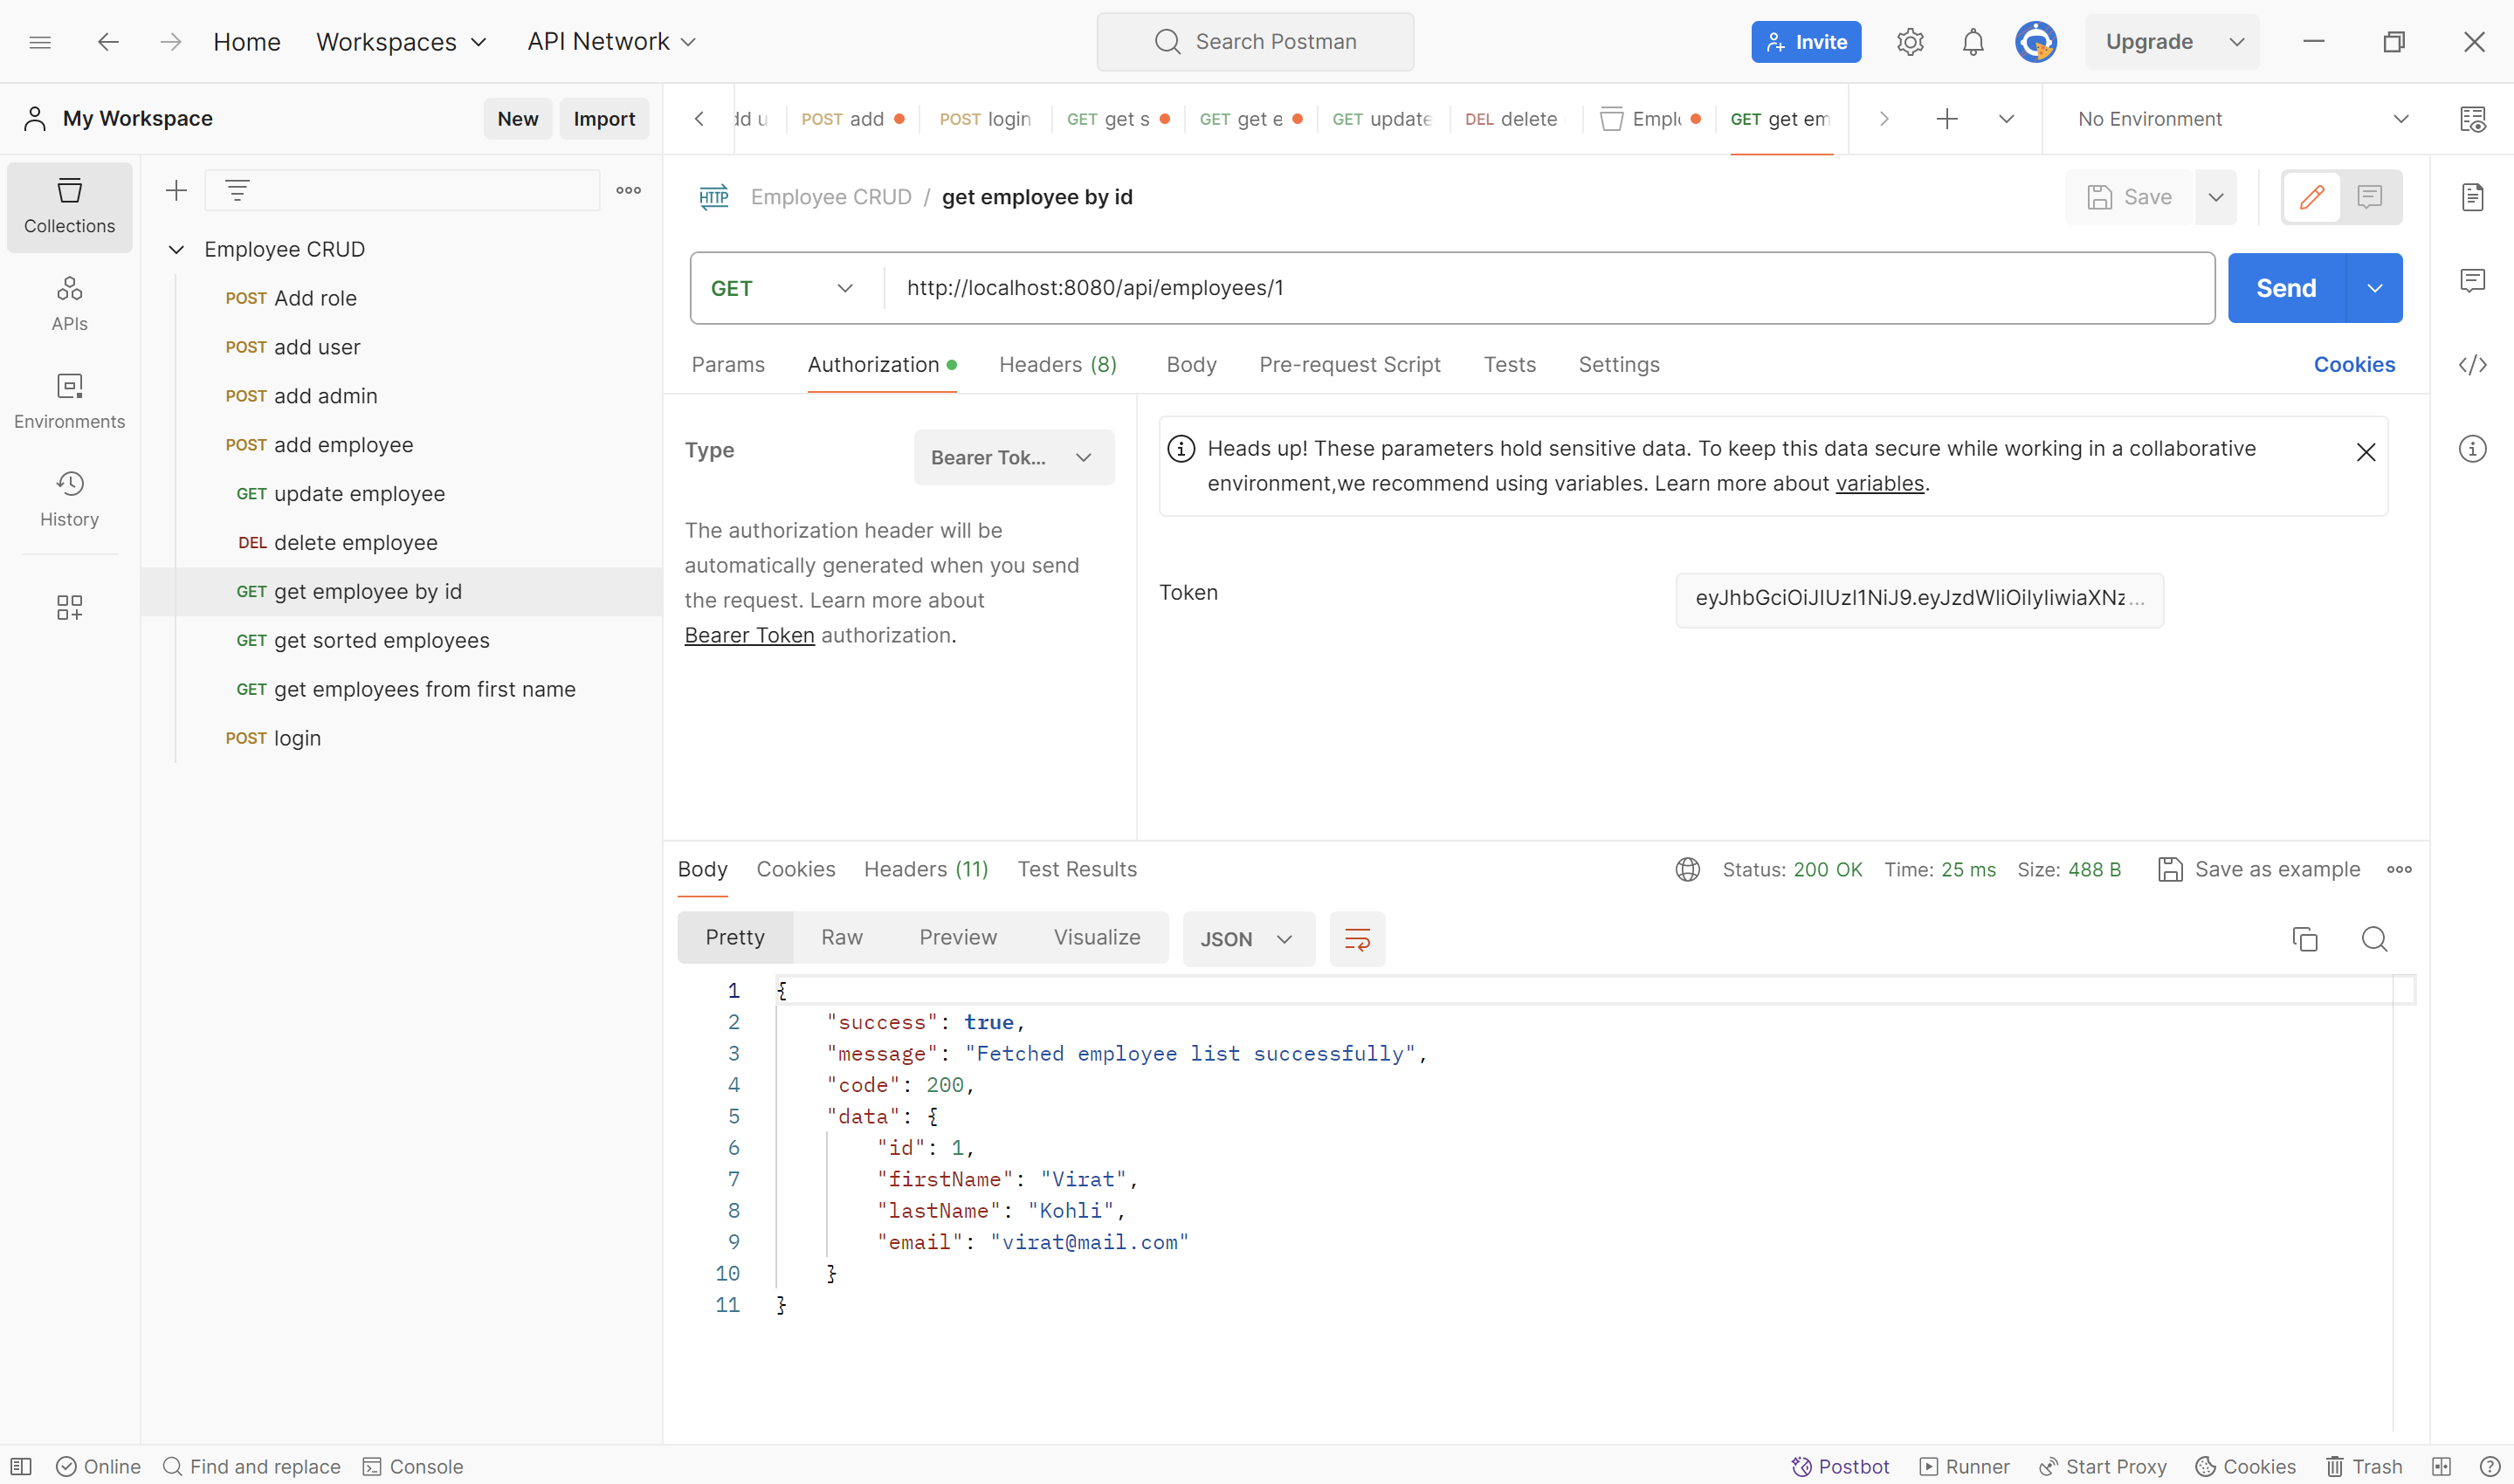 Home Workspaces API Network Search Postman Invite Upgrade
My Workspace New Import
POST add POST login GET get s GET get e GET update DEL delete Emplo GET get em No Environment
Collections
APIs
Environments
History
Employee CRUD
POST Add role
POST add user
POST add admin
POST add employee
GET update employee
DEL delete employee
GET get employee by id
GET get sorted employees
GET get employees from first name
POST login
HTTP Employee CRUD / get employee by id Save
GET http://localhost:8080/api/employees/1 Send
Params Authorization Headers (8) Body Pre-request Script Tests Settings Cookies
Type Bearer Tok...
The authorization header will be
automatically generated when you send
the request. Learn more about
Bearer Token authorization.
Heads up! These parameters hold sensitive data. To keep this data secure while working in a collaborative
environment,we recommend using variables. Learn more about variables.
Token eyJhbGciOiJIUzI1NiJ9.eyJzdWIiOiIyIiwiaXNz...
Body Cookies Headers (11) Test Results Status: 200 OK Time: 25 ms Size: 488 B Save as example
Pretty Raw Preview Visualize JSON
1 {
2 "success": true,
3 "message": "Fetched employee list successfully",
4 "code": 200,
5 "data": {
6 "id": 1,
7 "firstName": "Virat",
8 "lastName": "Kohli",
9 "email": "virat@mail.com"
10 }
11 }
Online Find and replace Console Postbot Runner Start Proxy Cookies Trash